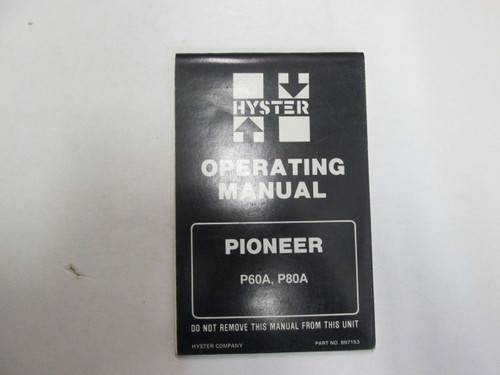 HYSTER
OPERATING
MANUAL
PIONEER
P60A, P80A
DO NOT REMOVE THIS MANUAL FROM THIS UNIT
HYSTER COMPANY
PART NO. 897153